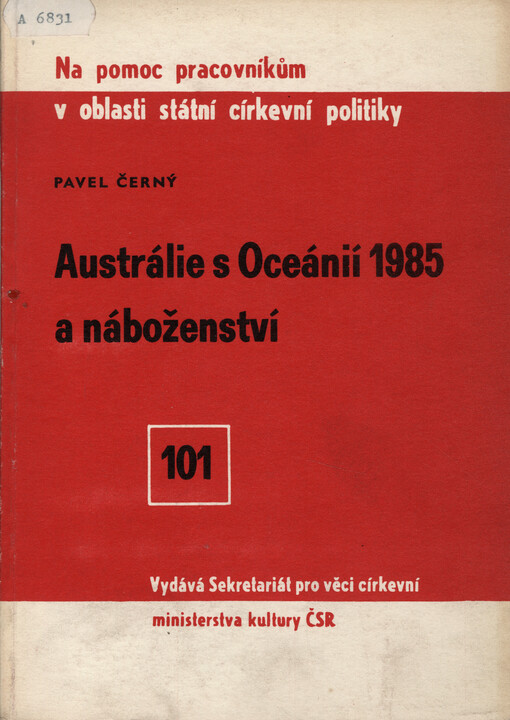 A 6831
Na pomoc pracovníkům
v oblasti státní církevní politiky
PAVEL ČERNÝ
Austrálie s Oceánií 1985
a náboženství
101
Vydává Sekretariát pro věci církevní
ministerstva kultury ČSR